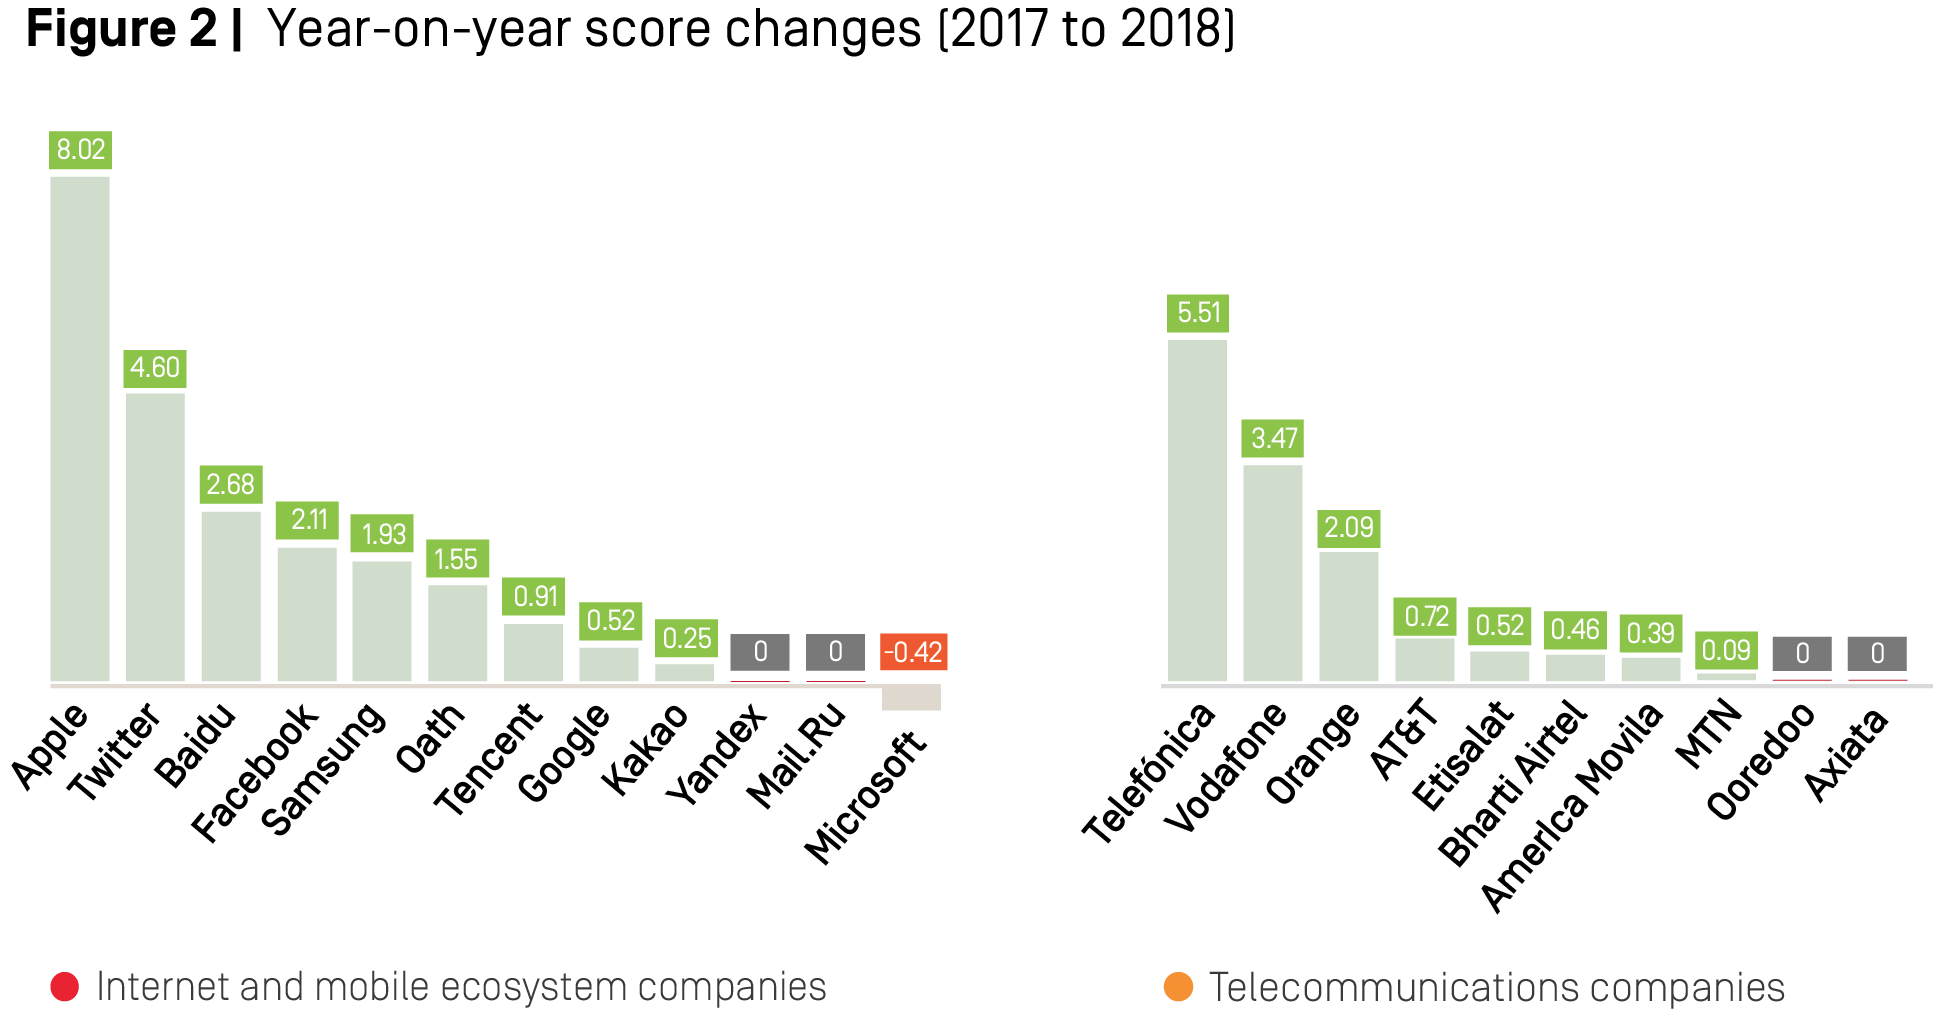 Figure 2 | Year-on-year score changes (2017 to 2018)
8.02
4.60
2.68
2.11
1.93
1.55
0.91
0.52
0.25
0
0
-0.42
Apple
Twitter
Baidu
Facebook
Samsung
Oath
Tencent
Google
Kakao
Yandex
Mail.Ru
Microsoft
Internet and mobile ecosystem companies
5.51
3.47
2.09
0.72
0.52
0.46
0.39
0.09
0
0
Telefónica
Vodafone
Orange
AT&T
Etisalat
Bharti Airtel
AmerIca Movila
MTN
Ooredoo
Axiata
Telecommunications companies